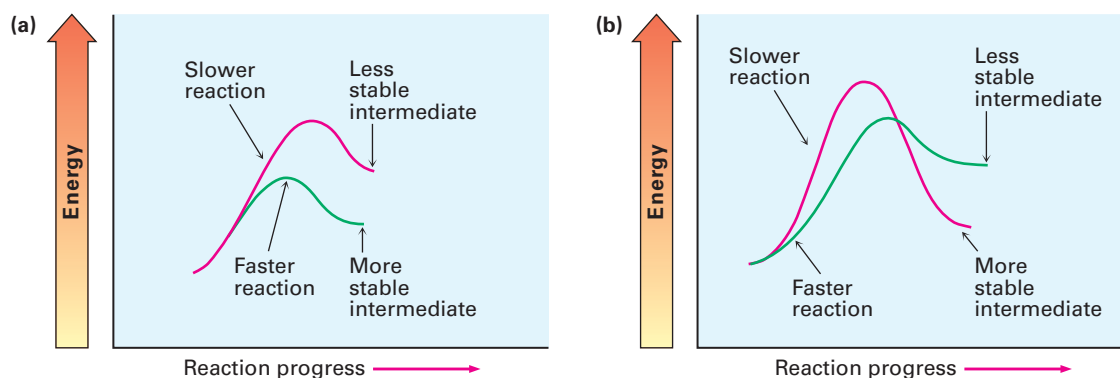 (a)
Energy
Slower
reaction
Less
stable
intermediate
Faster
reaction
More
stable
intermediate
Reaction progress
(b)
Energy
Slower
reaction
Less
stable
intermediate
Faster
reaction
More
stable
intermediate
Reaction progress